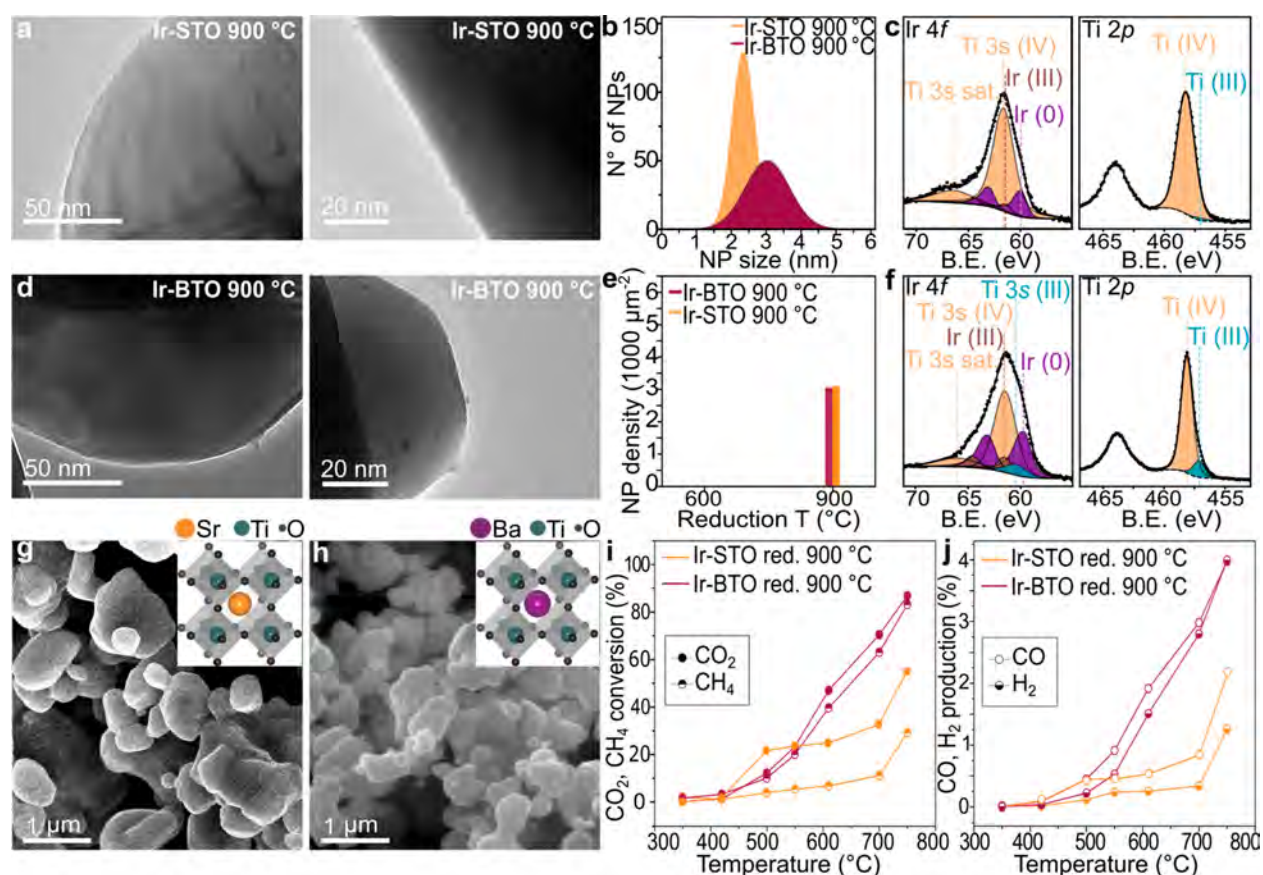 a
Ir-STO 900 °C
50 nm
Ir-STO 900 °C
20 nm
b
Ir-STO 900 °C
Ir-BTO 900 °C
N° of NPs
150
100
50
0
0 1 2 3 4 5 6
NP size (nm)
c
Ir 4f
Ti 3s (IV)
Ir (III)
Ti 3s sat
Ir (0)
70 65 60
B.E. (eV)
Ti 2p
Ti (IV)
Ti (III)
465 460 455
B.E. (eV)
d
Ir-BTO 900 °C
50 nm
Ir-BTO 900 °C
20 nm
e
Ir-BTO 900 °C
Ir-STO 900 °C
NP density (1000 µm-2)
6
5
4
3
2
1
0
600 900
Reduction T (°C)
f
Ir 4f
Ti 3s (III)
Ti 3s (IV)
Ir (III)
Ti 3s sat
Ir (0)
70 65 60
B.E. (eV)
Ti 2p
Ti (IV)
Ti (III)
465 460 455
B.E. (eV)
g
Sr Ti O
1 µm
h
Ba Ti O
1 µm
i
Ir-STO red. 900 °C
Ir-BTO red. 900 °C
CO2
CH4
CO2, CH4 conversion (%)
100
80
60
40
20
0
300 400 500 600 700 800
Temperature (°C)
j
Ir-STO red. 900 °C
Ir-BTO red. 900 °C
CO
H2
CO, H2 production (%)
4
3
2
1
0
300 400 500 600 700 800
Temperature (°C)